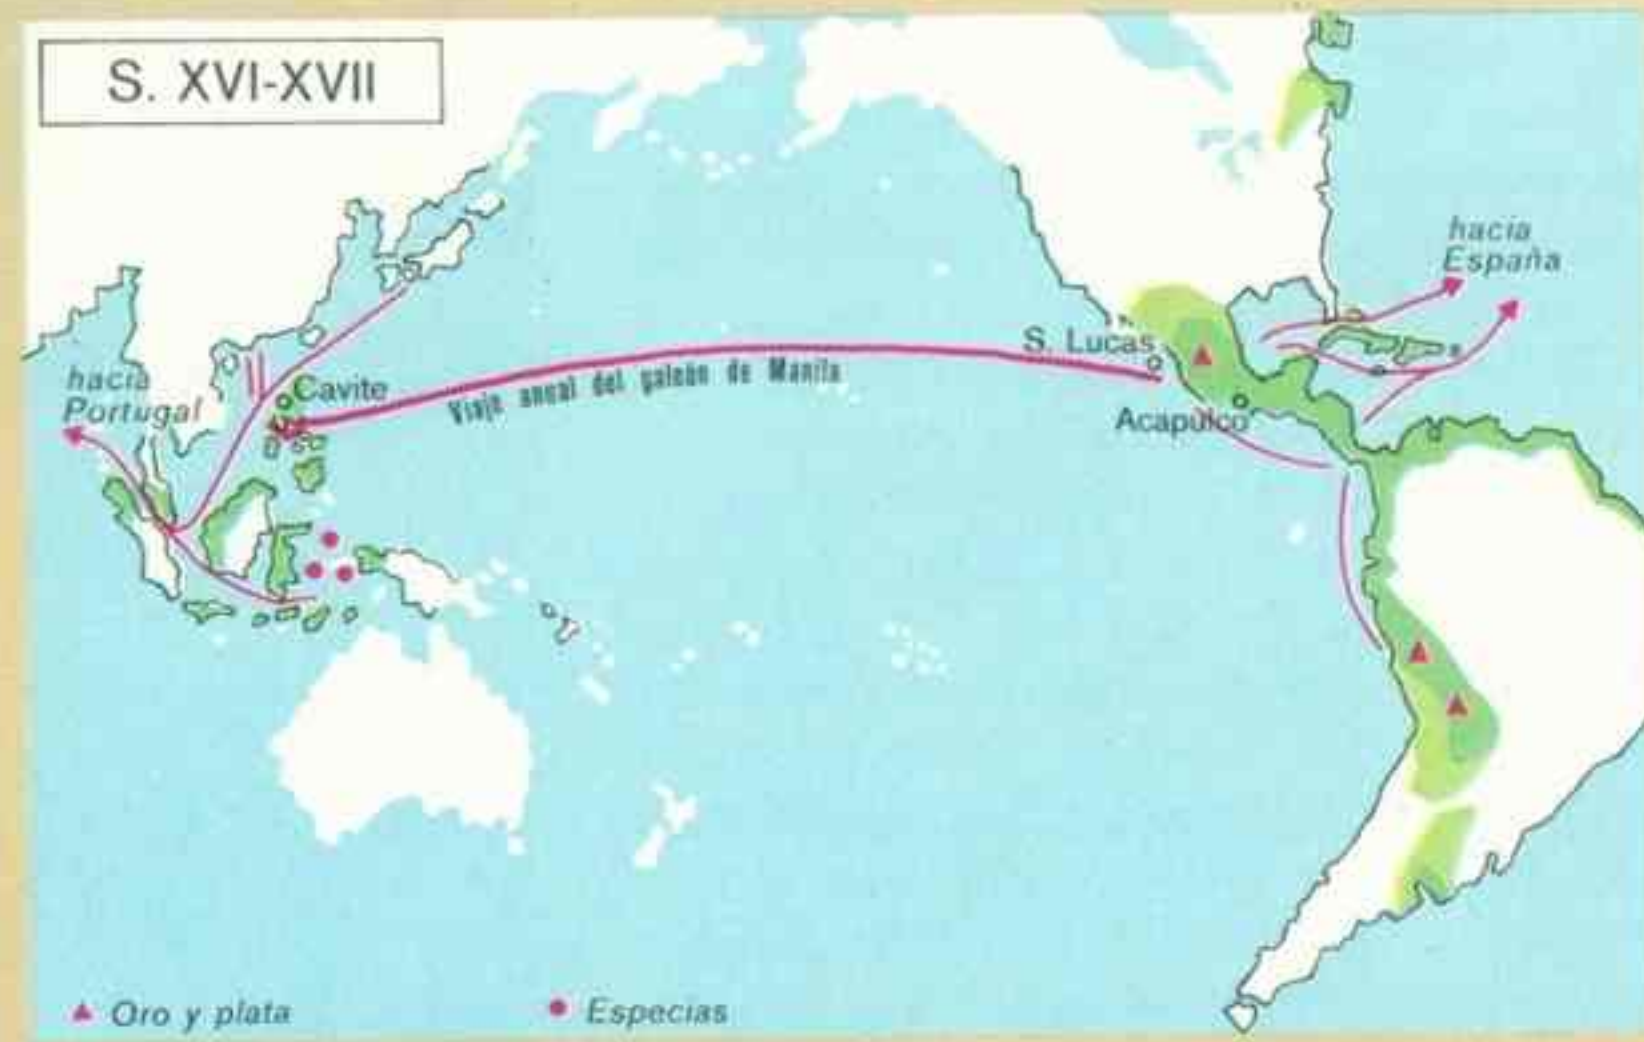 S. XVI-XVII
hacia
España
S. Lucas
hacia
Portugal
Cavite
Viaje anual del galeón de Manila
Acapulco
Oro y plata
Especias